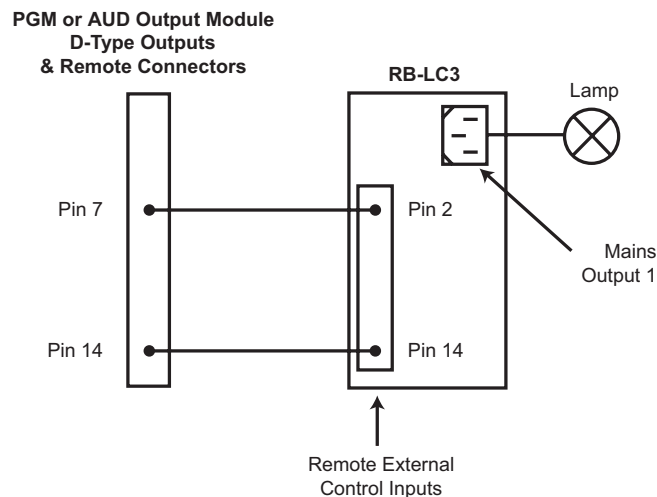 PGM or AUD Output Module
D-Type Outputs
& Remote Connectors
RB-LC3
Lamp
Pin 7
Pin 2
Mains
Output 1
Pin 14
Pin 14
Remote External
Control Inputs